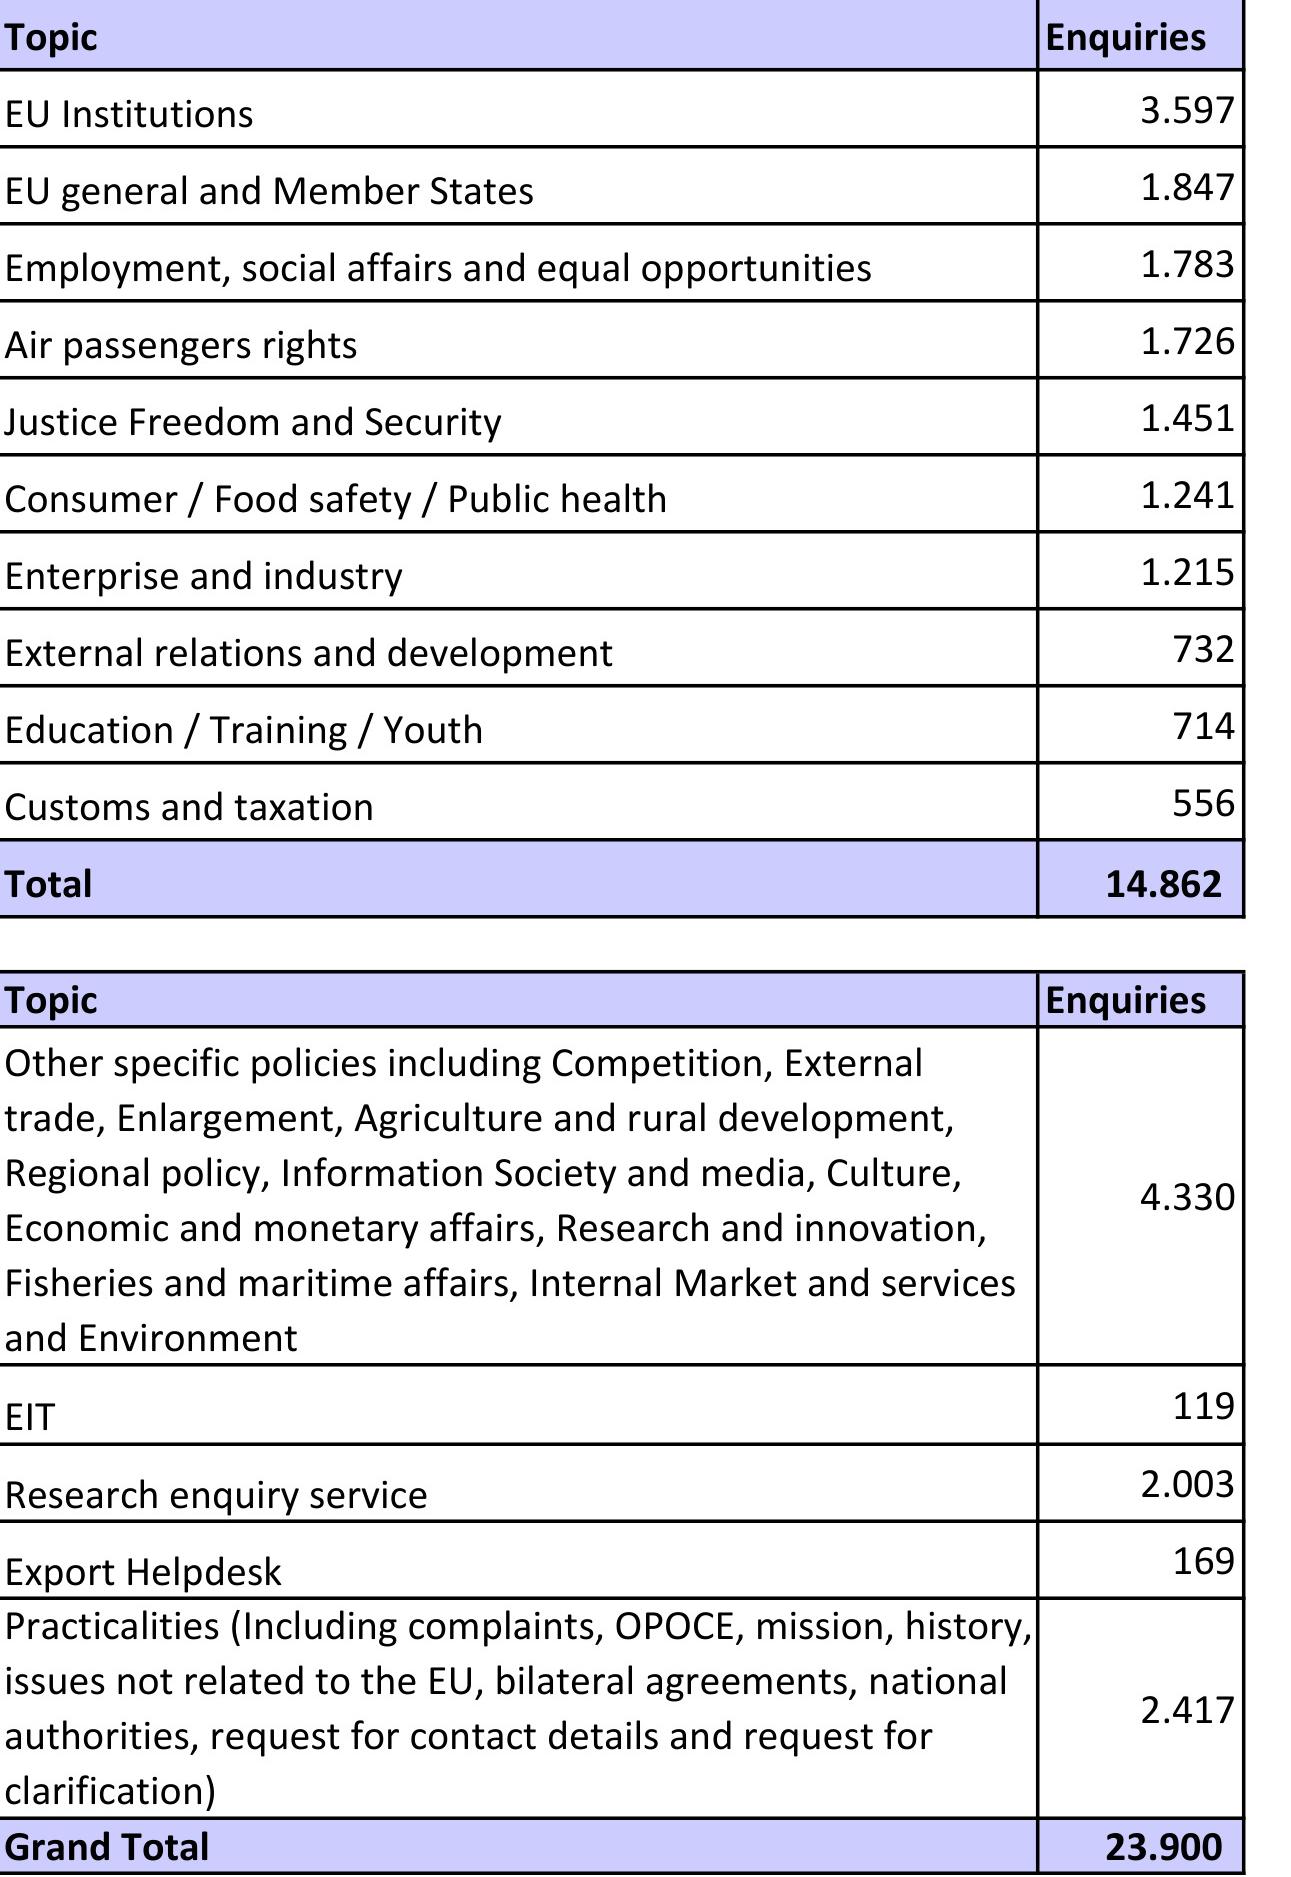 Topic Enquiries
EU Institutions 3.597
EU general and Member States 1.847
Employment, social affairs and equal opportunities 1.783
Air passengers rights 1.726
Justice Freedom and Security 1.451
Consumer / Food safety / Public health 1.241
Enterprise and industry 1.215
External relations and development 732
Education / Training / Youth 714
Customs and taxation 556
Total 14.862
Topic Enquiries
Other specific policies including Competition, External
trade, Enlargement, Agriculture and rural development,
Regional policy, Information Society and media, Culture,
Economic and monetary affairs, Research and innovation,
Fisheries and maritime affairs, Internal Market and services
and Environment
4.330
EIT 119
Research enquiry service 2.003
Export Helpdesk 169
Practicalities (Including complaints, OPOCE, mission, history,
issues not related to the EU, bilateral agreements, national
authorities, request for contact details and request for
clarification)
2.417
Grand Total 23.900